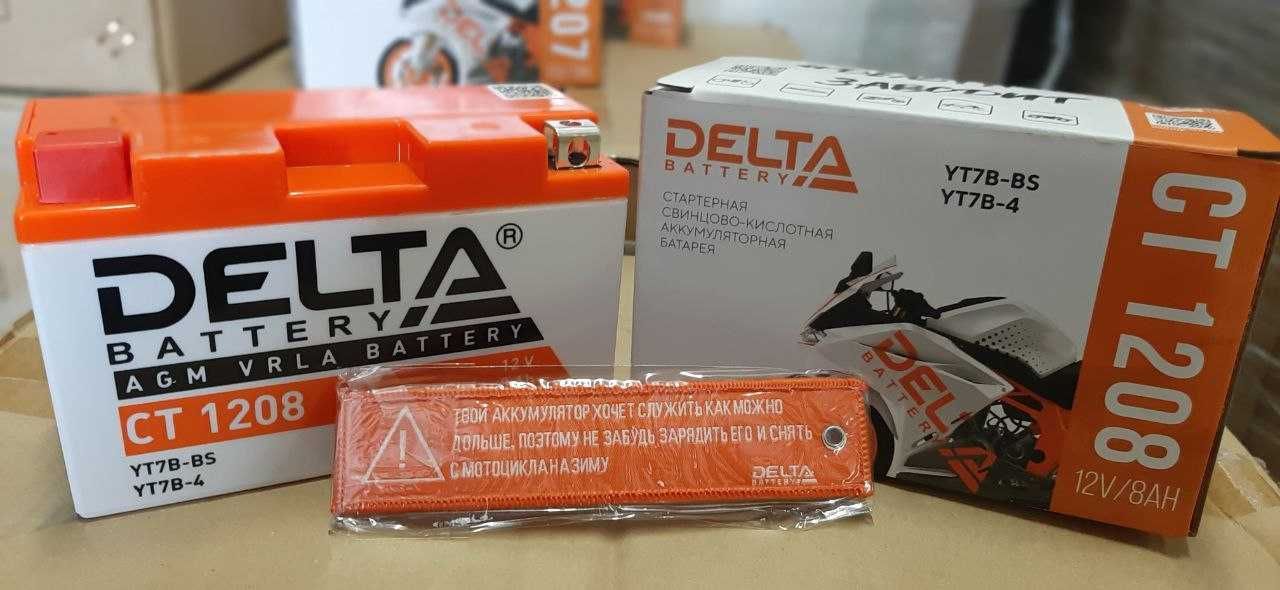 DELTA®
BATTERY
AGM VRLA BATTERY
12V
CT 1208
YT7B-BS
YT7B-4
ТВОЙ АККУМУЛЯТОР ХОЧЕТ СЛУЖИТЬ КАК МОЖНО
ДОЛЬШЕ, ПОЭТОМУ НЕ ЗАБУДЬ ЗАРЯДИТЬ ЕГО И СНЯТЬ
С МОТОЦИКЛА НА ЗИМУ
DELTA
BATTERY
ЗАВОДИТ
DELTA
BATTERY
СТАРТЕРНАЯ
СВИНЦОВО-КИСЛОТНАЯ
АККУМУЛЯТОРНАЯ
БАТАРЕЯ
YT7B-BS
YT7B-4
DELTA
BATTERY
CT 1208
12V/8AH
1207